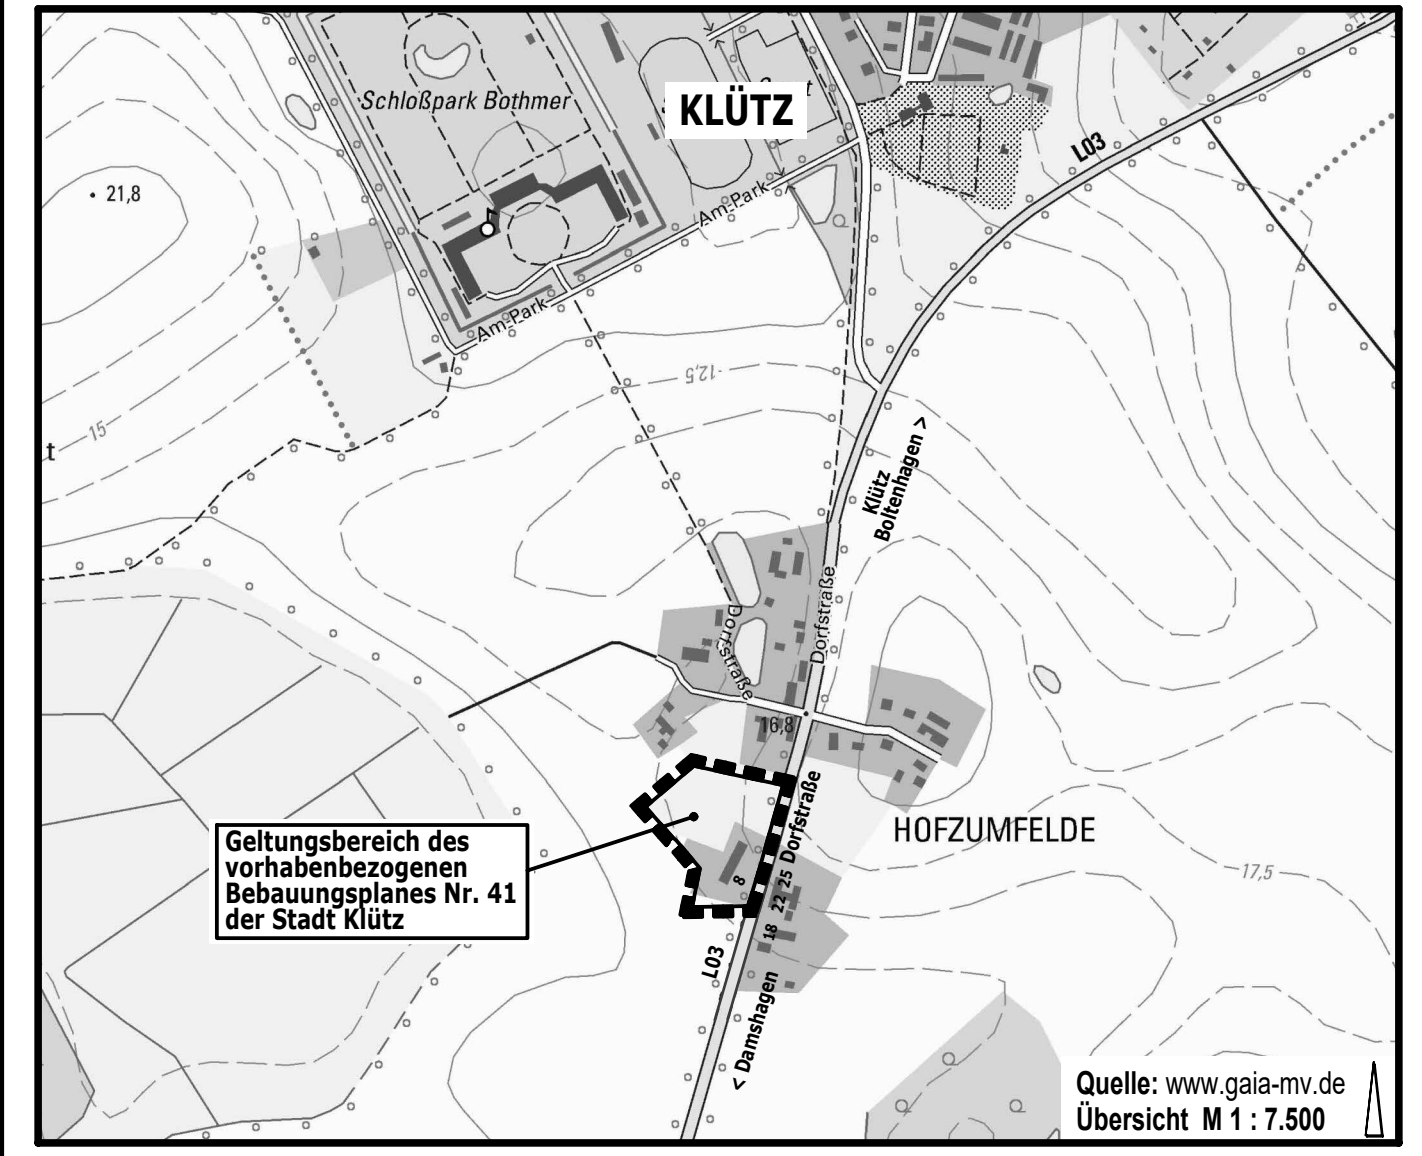 Schloßpark Bothmer
KLÜTZ
L03
21,8
Am-Park
Am-Park
12,5
15
t
Klütz
Boltenhagen >
Dorfstraße
Dorfstraße
16,8
Dorfstraße
HOFZUMFELDE
Geltungsbereich des
vorhabenbezogenen
Bebauungsplanes Nr. 41
der Stadt Klütz
8
25
22
18
17,5
L03
< Damshagen
Quelle: www.gaia-mv.de
Übersicht M 1 : 7.500